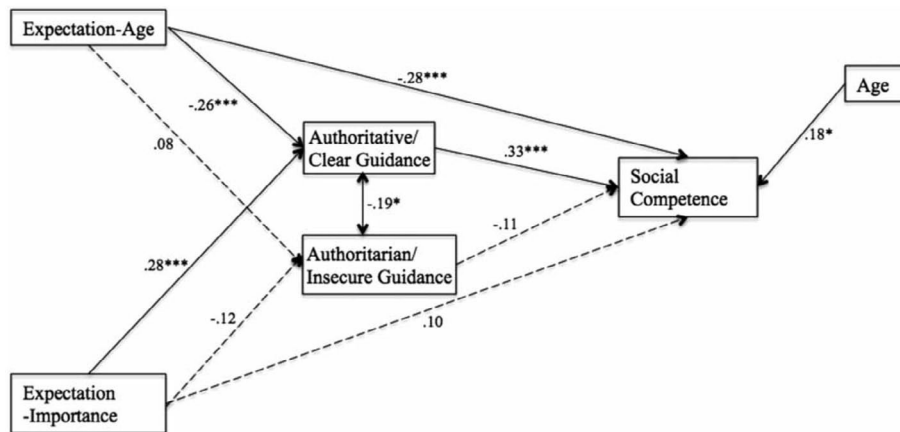 Expectation-Age
-.28***
Age
-.26***
.18*
Authoritative/
Clear Guidance
.08
.33***
Social
Competence
-.19*
-.11
Authoritarian/
Insecure Guidance
.28***
-.12
.10
Expectation
-Importance